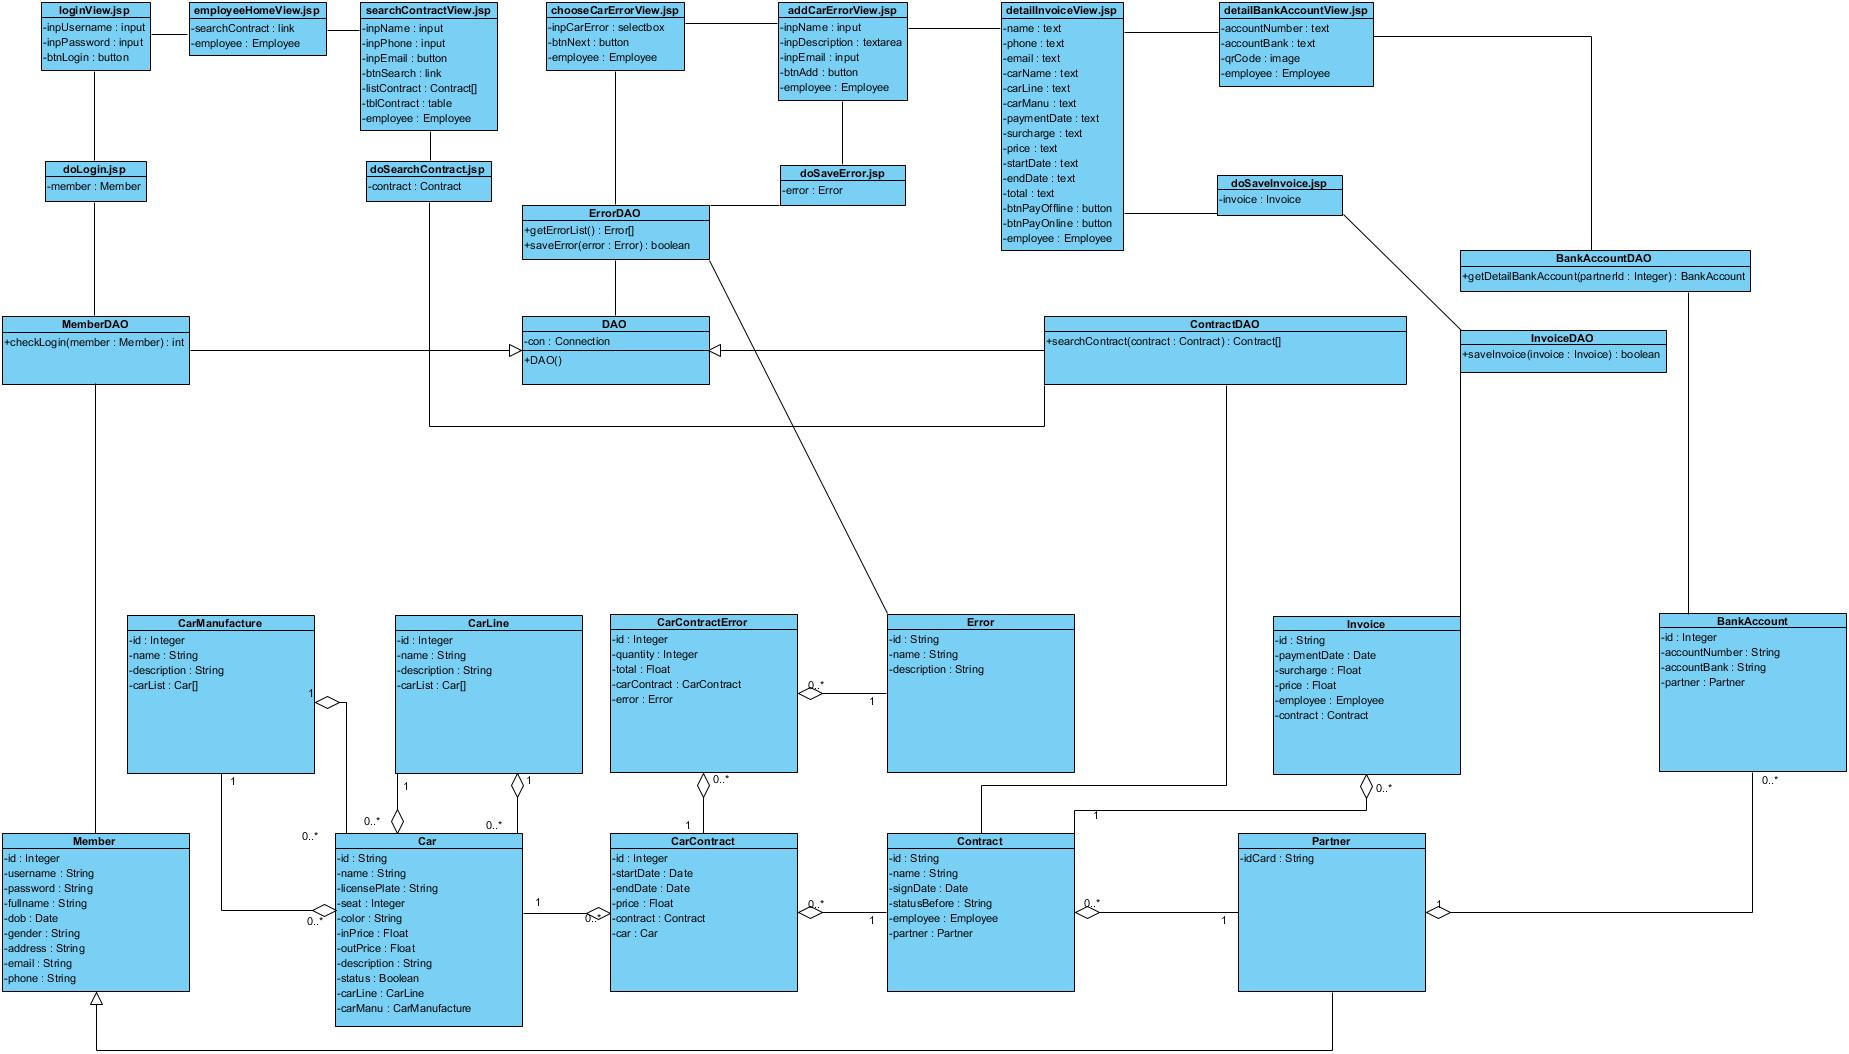 loginView.jsp
-inpUsername : input
-inpPassword : input
-btnLogin : button
employeeHomeView.jsp
-searchContract : link
-employee : Employee
searchContractView.jsp
-inpName : input
-inpPhone : input
-inpEmail : button
-btnSearch : link
-listContract : Contract[]
-tblContract : table
-employee : Employee
chooseCarErrorView.jsp
-inpCarError : selectbox
-btnNext : button
-employee : Employee
addCarErrorView.jsp
-inpName : input
-inpDescription : textarea
-inpEmail : input
-btnAdd : button
-employee : Employee
detailInvoiceView.jsp
-name : text
-phone : text
-email : text
-carName : text
-carLine : text
-carManu : text
-paymentDate : text
-surcharge : text
-price : text
-startDate : text
-endDate : text
-total : text
-btnPayOffline : button
-btnPayOnline : button
-employee : Employee
detailBankAccountView.jsp
-accountNumber : text
-accountBank : text
-qrCode : image
-employee : Employee
doLogin.jsp
-member : Member
doSearchContract.jsp
-contract : Contract
doSaveError.jsp
-error : Error
doSaveInvoice.jsp
-invoice : Invoice
ErrorDAO
+getErrorList() : Error[]
+saveError(error : Error) : boolean
BankAccountDAO
+getDetailBankAccount(partnerId : Integer) : BankAccount
MemberDAO
+checkLogin(member : Member) : int
DAO
-con : Connection
+DAO()
ContractDAO
+searchContract(contract : Contract) : Contract[]
InvoiceDAO
+saveInvoice(invoice : Invoice) : boolean
CarManufacture
-id : Integer
-name : String
-description : String
-carList : Car[]
CarLine
-id : Integer
-name : String
-description : String
-carList : Car[]
CarContractError
-id : Integer
-quantity : Integer
-total : Float
-carContract : CarContract
-error : Error
Error
-id : String
-name : String
-description : String
Invoice
-id : String
-paymentDate : Date
-surcharge : Float
-price : Float
-employee : Employee
-contract : Contract
BankAccount
-id : Integer
-accountNumber : String
-accountBank : String
-partner : Partner
1
0..*
1
1
1
1
0..*
0..*
0..*
0..*
0..*
1
0..*
1
0..*
Member
-id : Integer
-username : String
-password : String
-fullname : String
-dob : Date
-gender : String
-address : String
-email : String
-phone : String
0..*
Car
-id : String
-name : String
-licensePlate : String
-seat : Integer
-color : String
-inPrice : Float
-outPrice : Float
-description : String
-status : Boolean
-carLine : CarLine
-carManu : CarManufacture
1
0..*
CarContract
-id : Integer
-startDate : Date
-endDate : Date
-price : Float
-contract : Contract
-car : Car
0..*
1
Contract
-id : String
-name : String
-signDate : Date
-statusBefore : String
-employee : Employee
-partner : Partner
0..*
1
Partner
-idCard : String
1